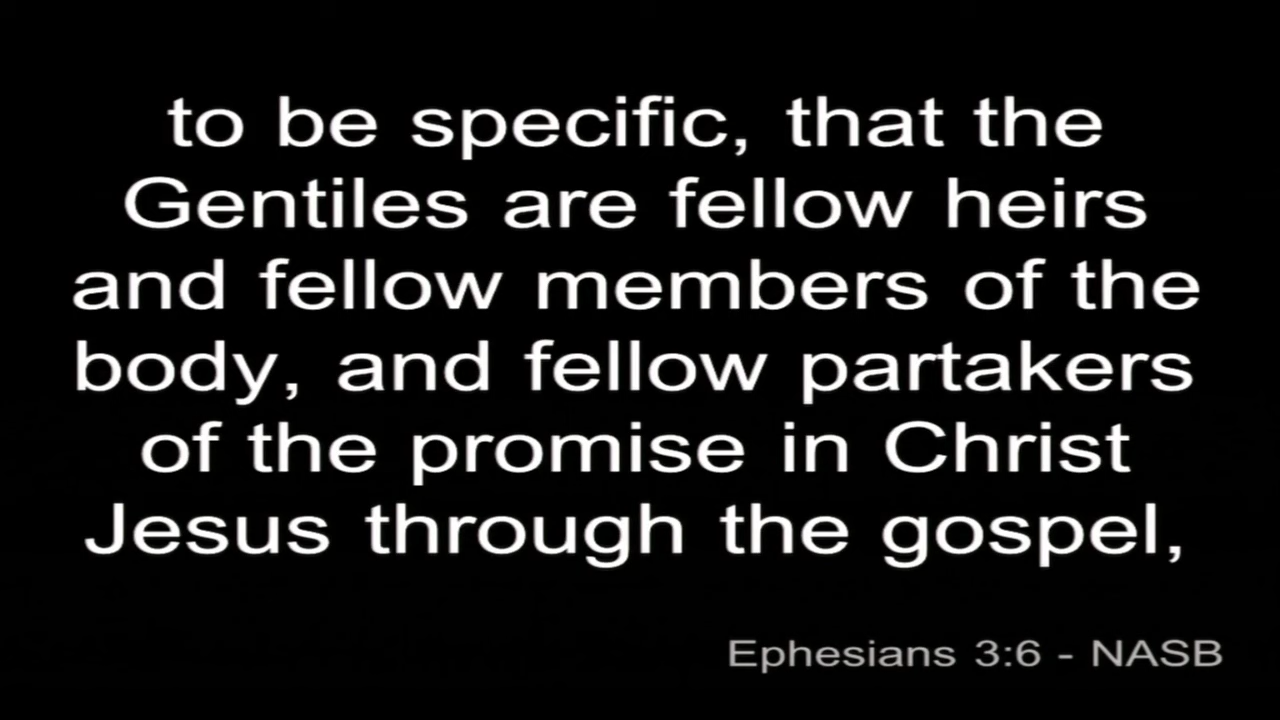 to be specific, that the
Gentiles are fellow heirs
and fellow members of the
body, and fellow partakers
of the promise in Christ
Jesus through the gospel,
Ephesians 3:6 - NASB